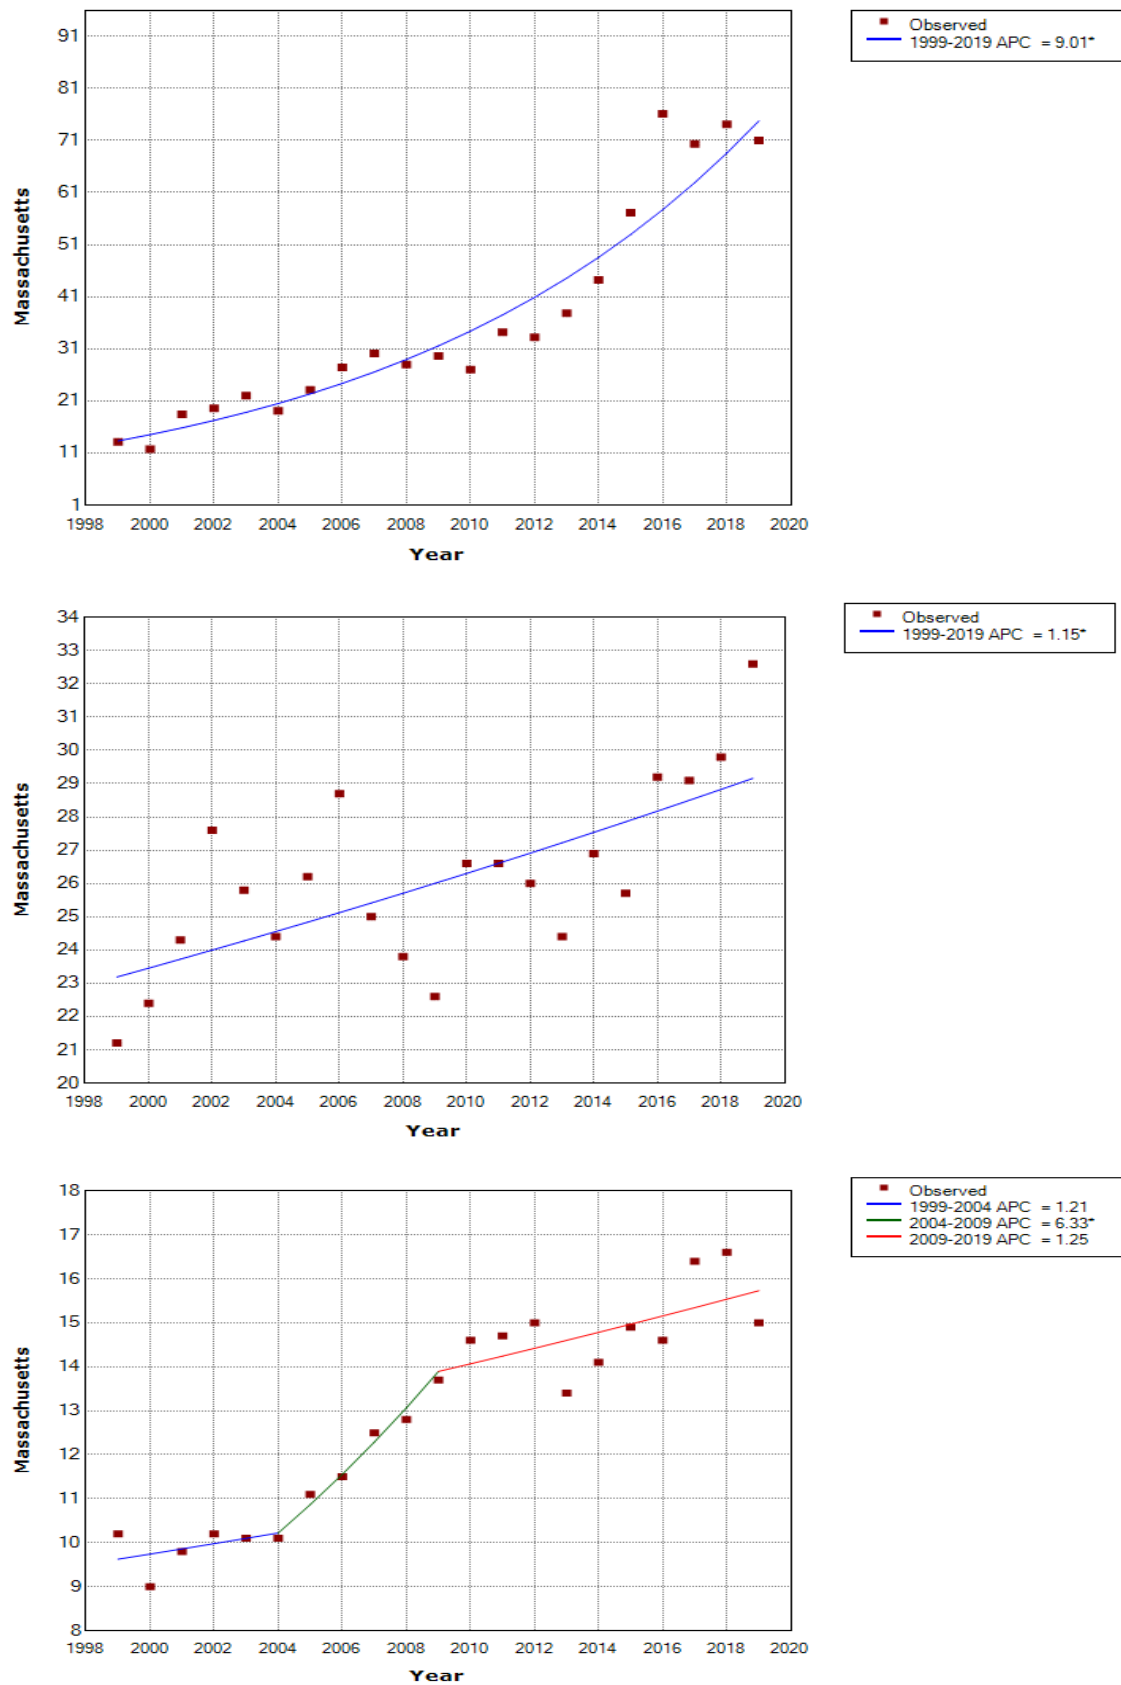 Observed
1999-2019 APC = 9.01*
91
81
71
61
51
41
31
21
11
1
Massachusetts
1998 2000 2002 2004 2006 2008 2010 2012 2014 2016 2018 2020
Year
Observed
1999-2019 APC = 1.15*
34
33
32
31
30
29
28
27
26
25
24
23
22
21
20
Massachusetts
1998 2000 2002 2004 2006 2008 2010 2012 2014 2016 2018 2020
Year
Observed
1999-2004 APC = 1.21
2004-2009 APC = 6.33*
2009-2019 APC = 1.25
18
17
16
15
14
13
12
11
10
9
8
Massachusetts
1998 2000 2002 2004 2006 2008 2010 2012 2014 2016 2018 2020
Year